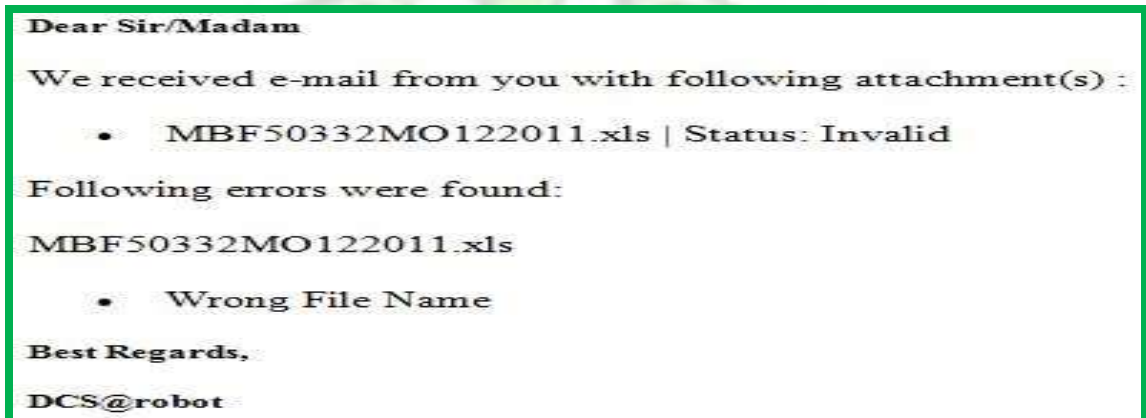 Dear Sir/Madam
We received e-mail from you with following attachment(s) :
• MBF50332MO122011.xls | Status: Invalid
Following errors were found:
MBF50332MO122011.xls
• Wrong File Name
Best Regards,
DCS@robot